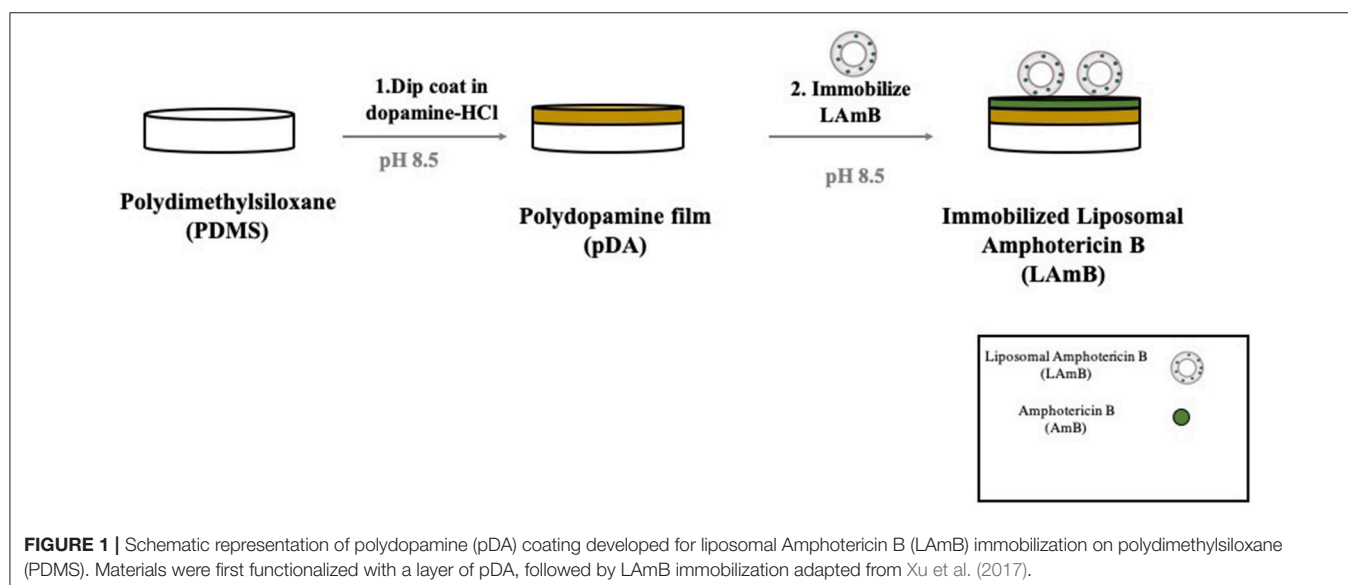 1.Dip coat in
dopamine-HCl
pH 8.5
2. Immobilize
LAmB
pH 8.5
Polydimethylsiloxane
(PDMS)
Polydopamine film
(pDA)
Immobilized Liposomal
Amphotericin B
(LAmB)
Liposomal Amphotericin B
(LAmB)
Amphotericin B
(AmB)
FIGURE 1 | Schematic representation of polydopamine (pDA) coating developed for liposomal Amphotericin B (LAmB) immobilization on polydimethylsiloxane
(PDMS). Materials were first functionalized with a layer of pDA, followed by LAmB immobilization adapted from Xu et al. (2017).